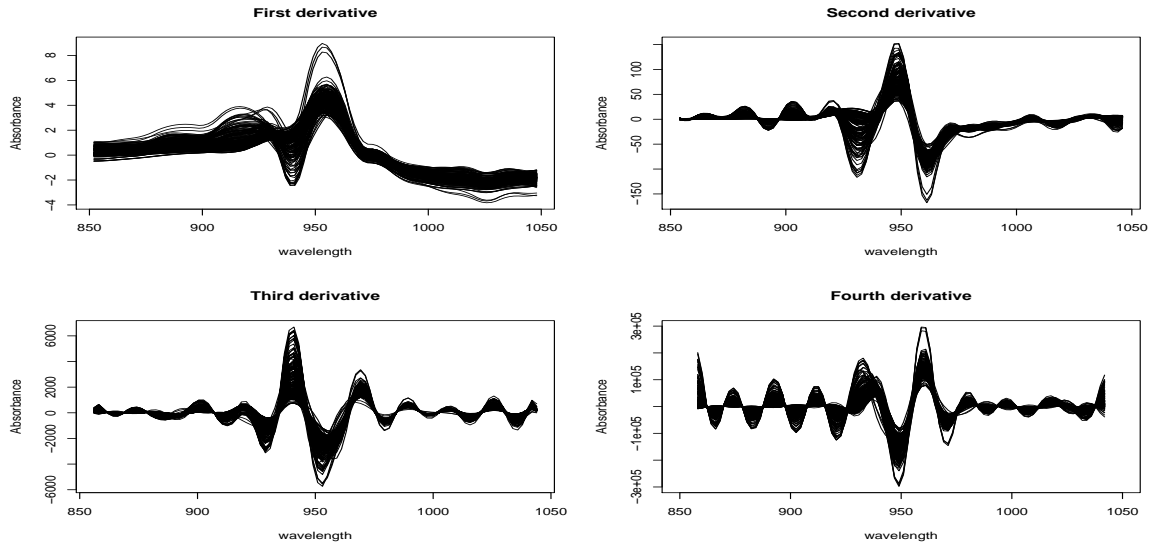 First derivative
Absorbance
8
6
4
2
0
−2
−4
850 900 950 1000 1050
wavelength
Second derivative
Absorbance
100
50
0
−50
−150
850 900 950 1000 1050
wavelength
Third derivative
Absorbance
6000
2000
0
−2000
−6000
850 900 950 1000 1050
wavelength
Fourth derivative
Absorbance
3e+05
1e+05
−1e+05
−3e+05
850 900 950 1000 1050
wavelength